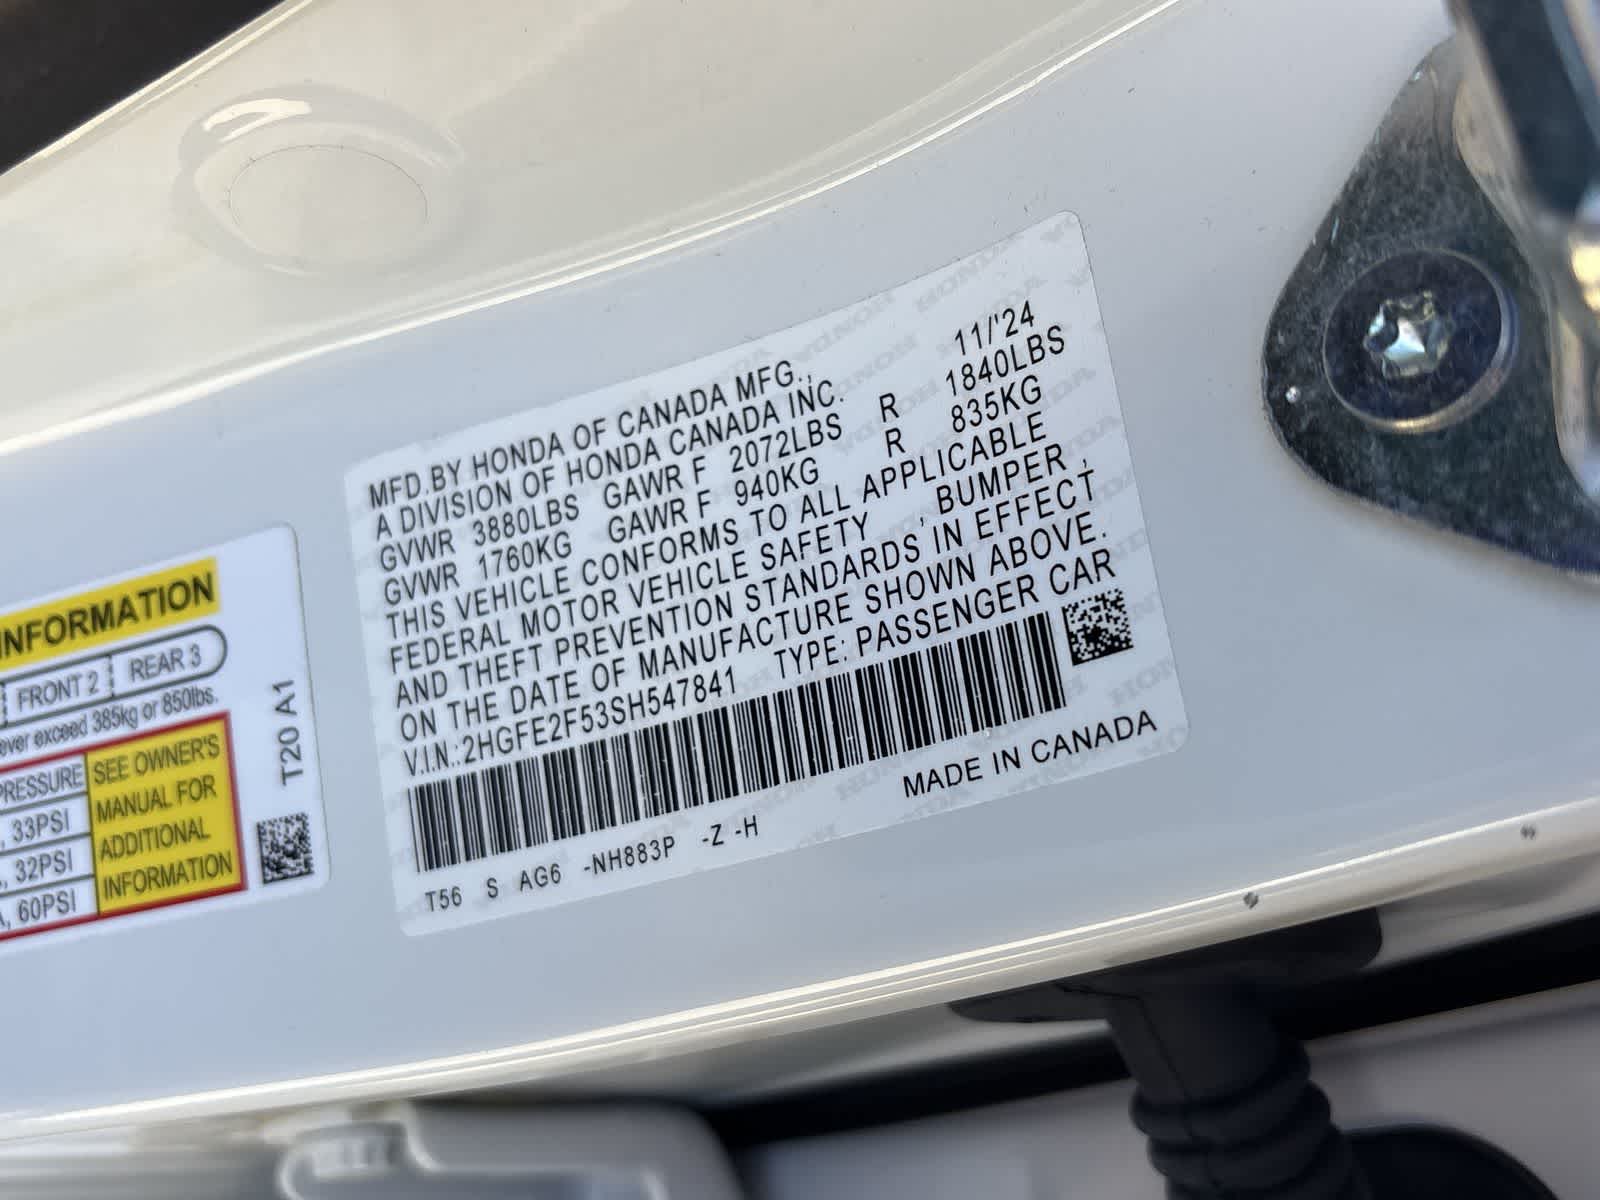 MFD.BY HONDA OF CANADA MFG.,
A DIVISION OF HONDA CANADA INC.
11/'24
GVWR 3880LBS GAWR F 2072LBS R 1840LBS
GVWR 1760KG GAWR F 940KG R 835KG
THIS VEHICLE CONFORMS TO ALL APPLICABLE
FEDERAL MOTOR VEHICLE SAFETY , BUMPER ,
AND THEFT PREVENTION STANDARDS IN EFFECT
ON THE DATE OF MANUFACTURE SHOWN ABOVE.
V.I.N.:2HGFE2F53SH547841 TYPE: PASSENGER CAR
MADE IN CANADA
T56 S AG6 -NH883P -Z -H
INFORMATION
FRONT 2 REAR 3
exceed 385kg or 850lbs.
PRESSURE
, 33PSI
, 32PSI
, 60PSI
SEE OWNER'S
MANUAL FOR
ADDITIONAL
INFORMATION
T20 A1